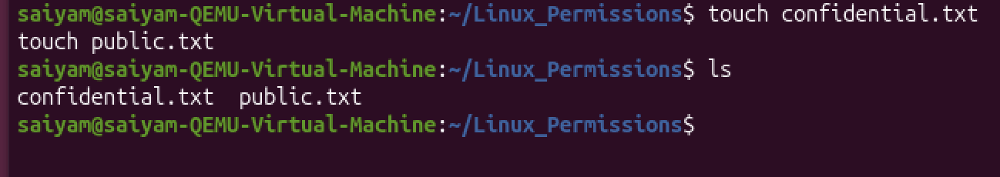 saiyam@saiyam-QEMU-Virtual-Machine:~/Linux_Permissions$ touch confidential.txt
touch public.txt
saiyam@saiyam-QEMU-Virtual-Machine:~/Linux_Permissions$ ls
confidential.txt  public.txt
saiyam@saiyam-QEMU-Virtual-Machine:~/Linux_Permissions$